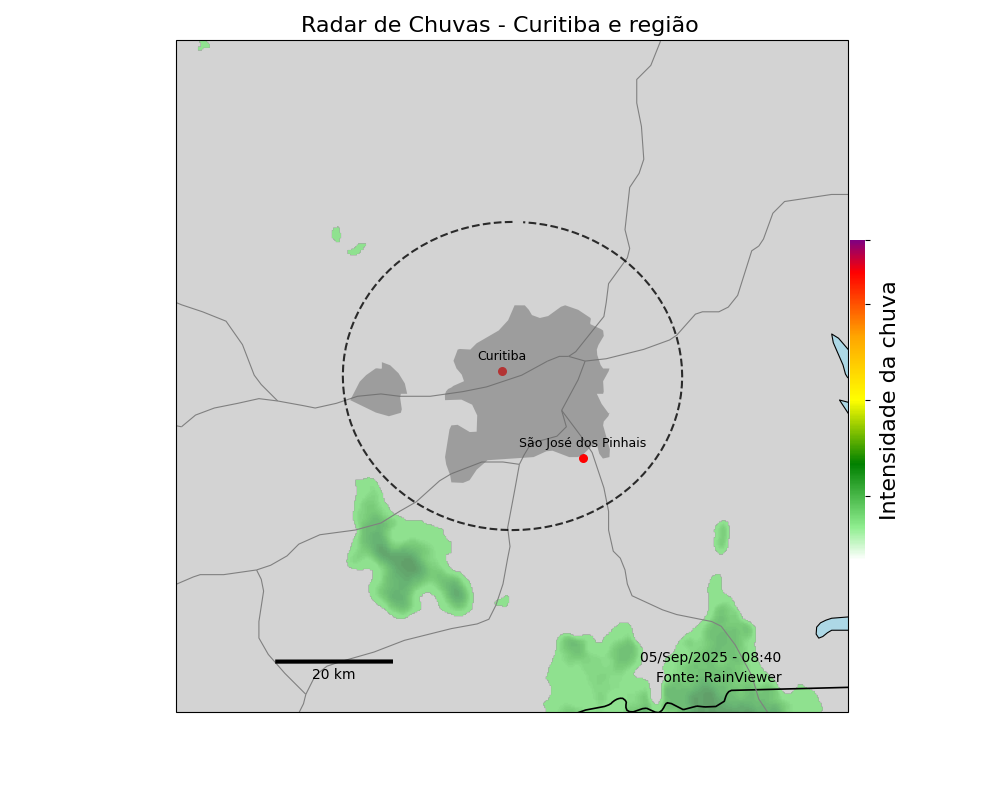 Radar de Chuvas - Curitiba e região
Curitiba
São José dos Pinhais
Intensidade da chuva
05/Sep/2025 - 08:40
Fonte: RainViewer
20 km